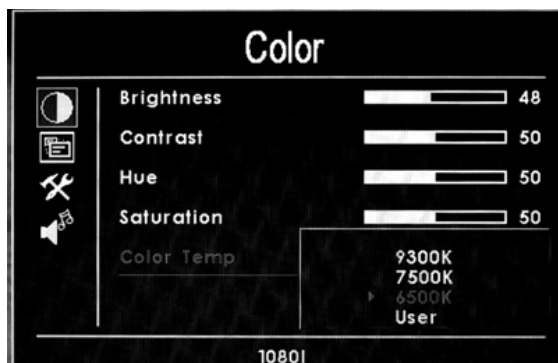 Color
Brightness 48
Contrast 50
Hue 50
Saturation 50
Color Temp
9300K
7500K
6500K
User
1080I